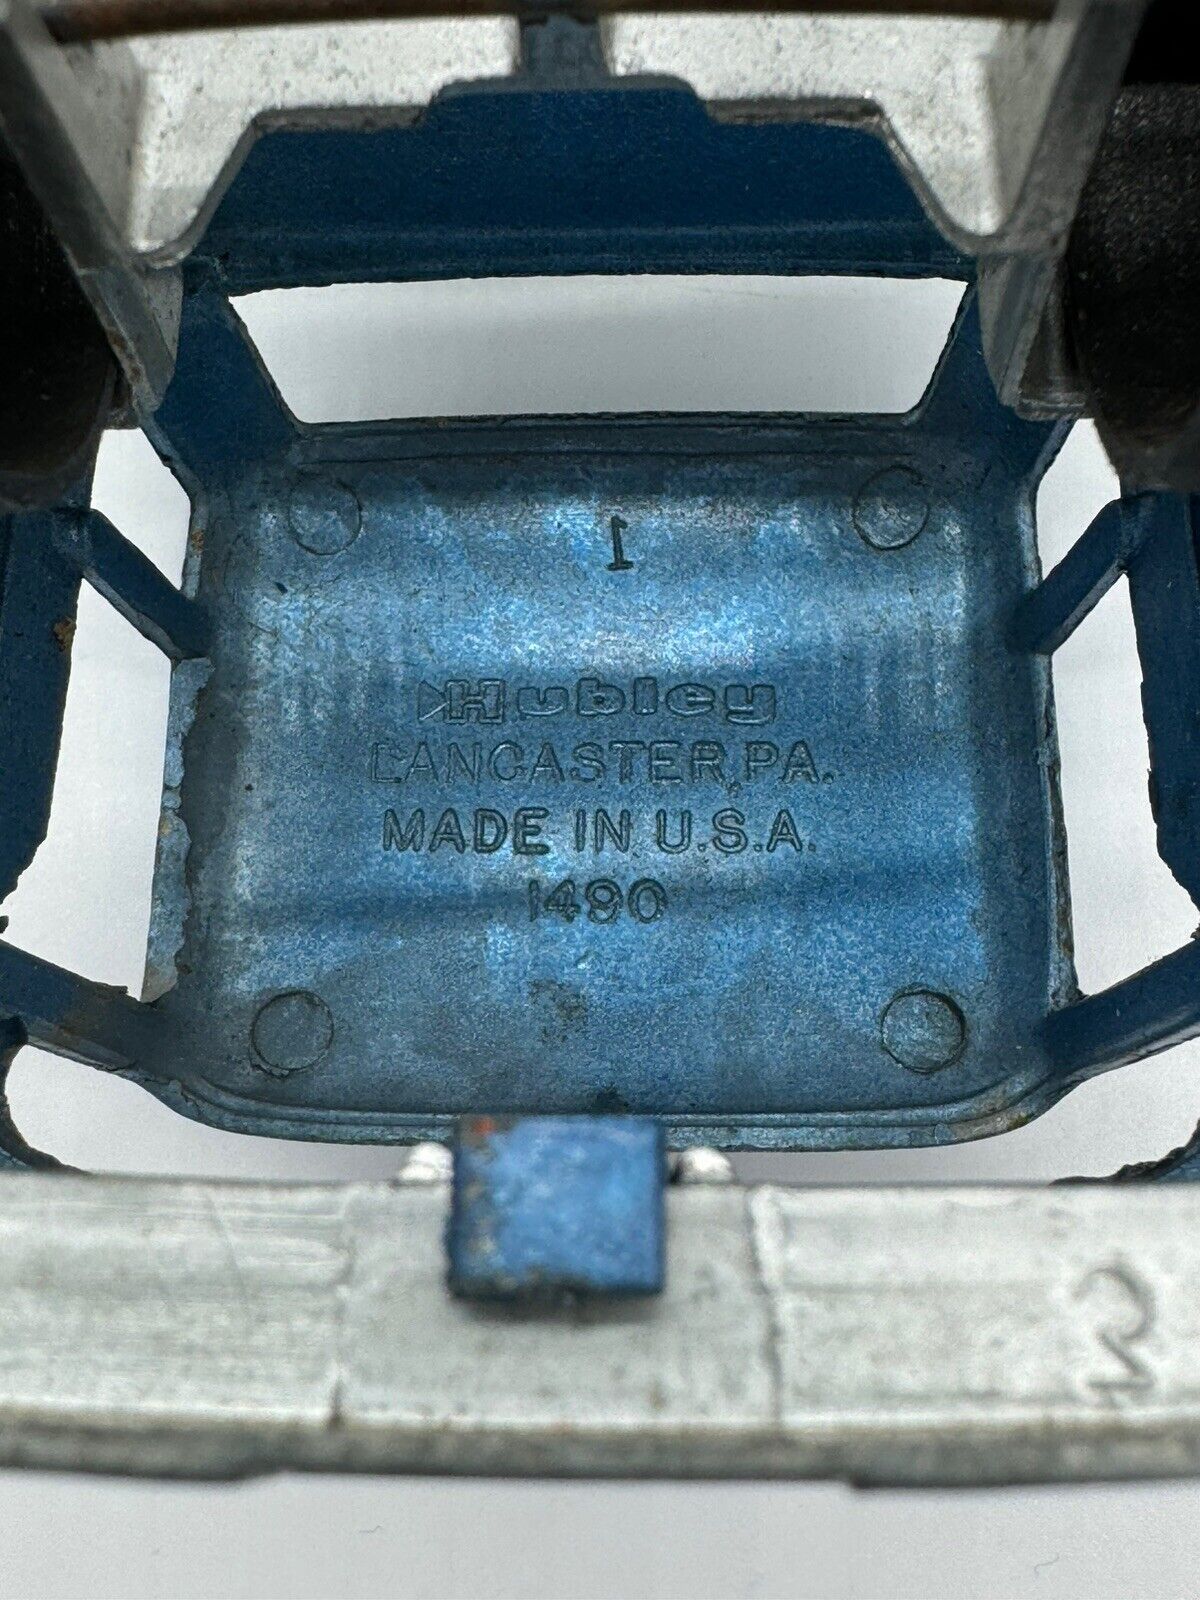 1
Hubley
LANCASTER, PA.
MADE IN U.S.A.
1490